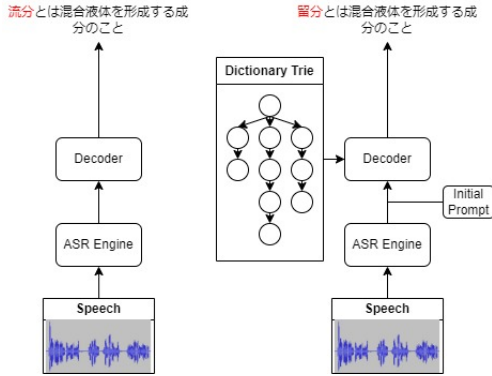 流分とは混合液体を形成する成
分のこと
Decoder
ASR Engine
Speech
留分とは混合液体を形成する成
分のこと
Dictionary Trie
Decoder
Initial
Prompt
ASR Engine
Speech